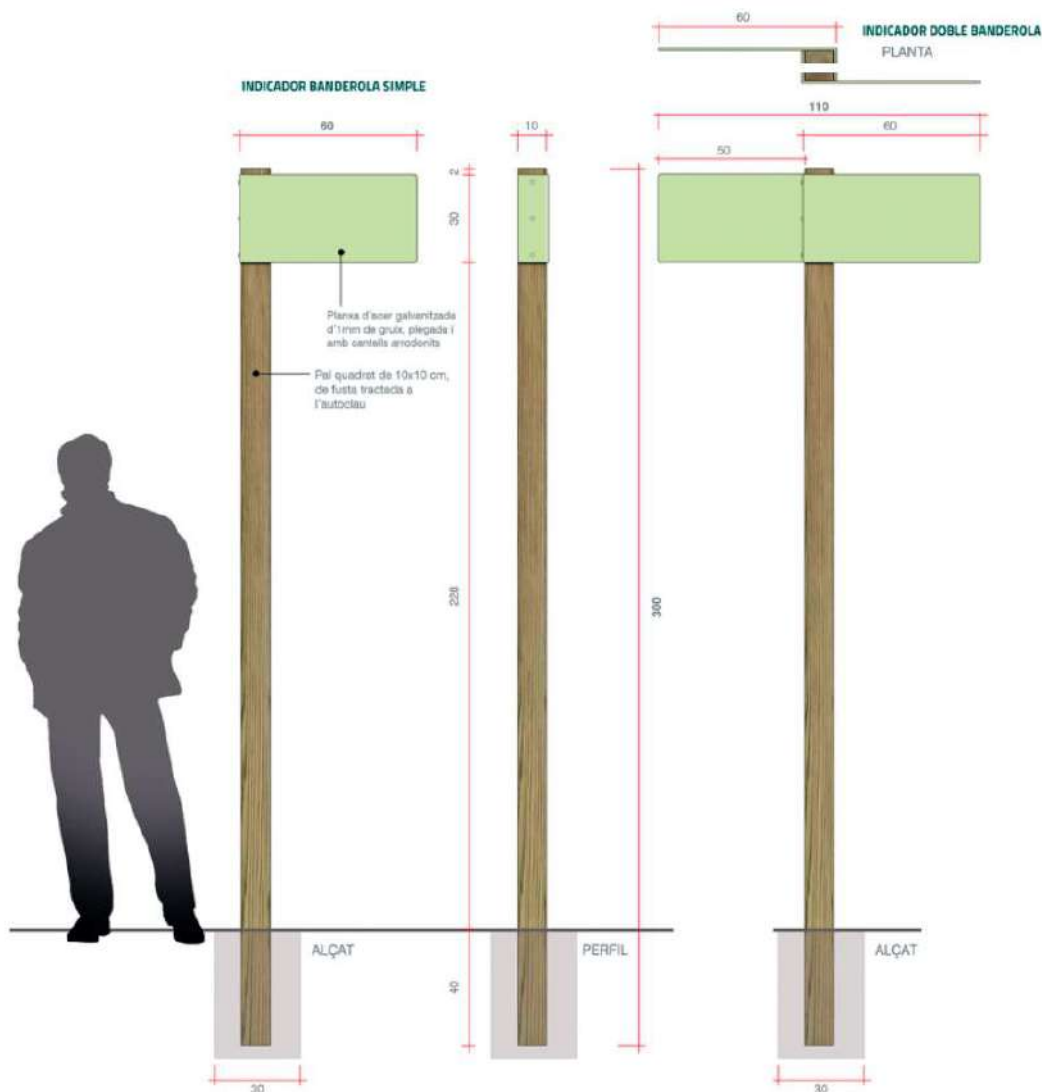 60
INDICADOR DOBLE BANDEROLA
PLANTA
INDICADOR BANDEROLA SIMPLE
110
60
10
60
50
2
30
Planxa d'acer galvanitzada
d'1mm de gruix, plegada i
amb cantells arrodonits
Pal quadrat de 10x10 cm,
de fusta tractada a
l'autoclau
228
300
ALÇAT
PERFIL
ALÇAT
40
30
30